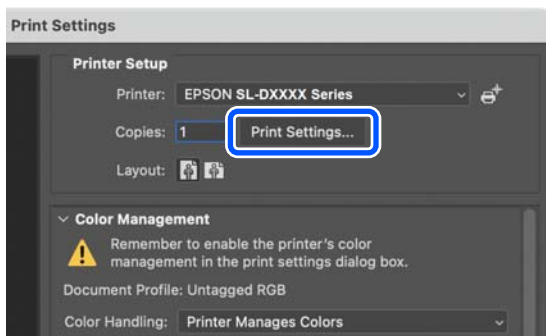 Print Settings
Printer Setup
Printer: EPSON SL-DXXXX Series
Copies: 1 Print Settings...
Layout:
Color Management
Remember to enable the printer's color
management in the print settings dialog box.
Document Profile: Untagged RGB
Color Handling: Printer Manages Colors